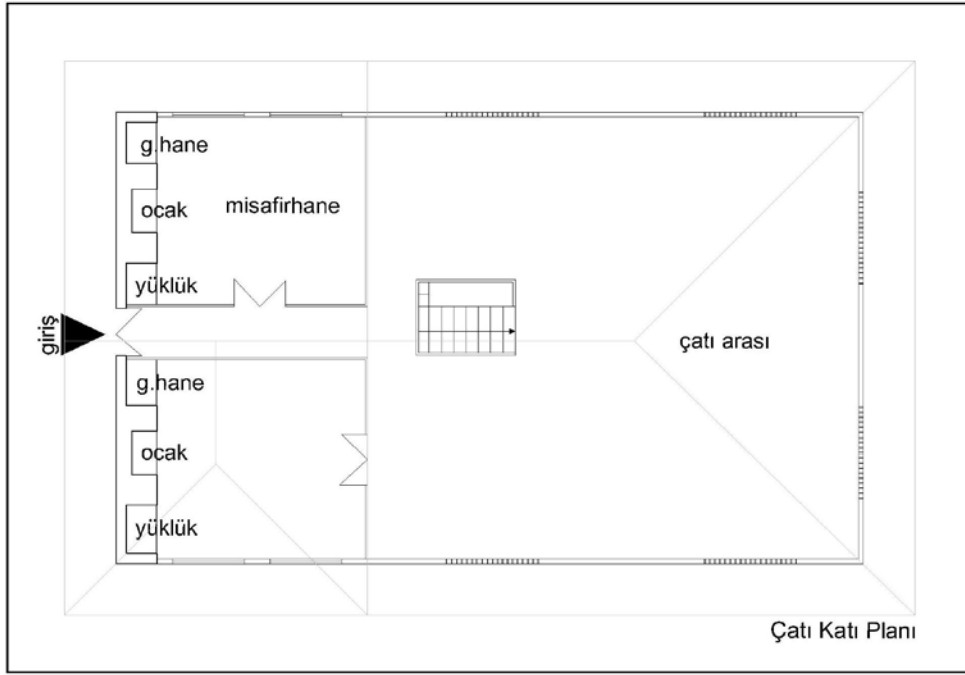 g.hane
ocak
misafirhane
yüklük
giriş
çatı arası
g.hane
ocak
yüklük
Çatı Katı Planı